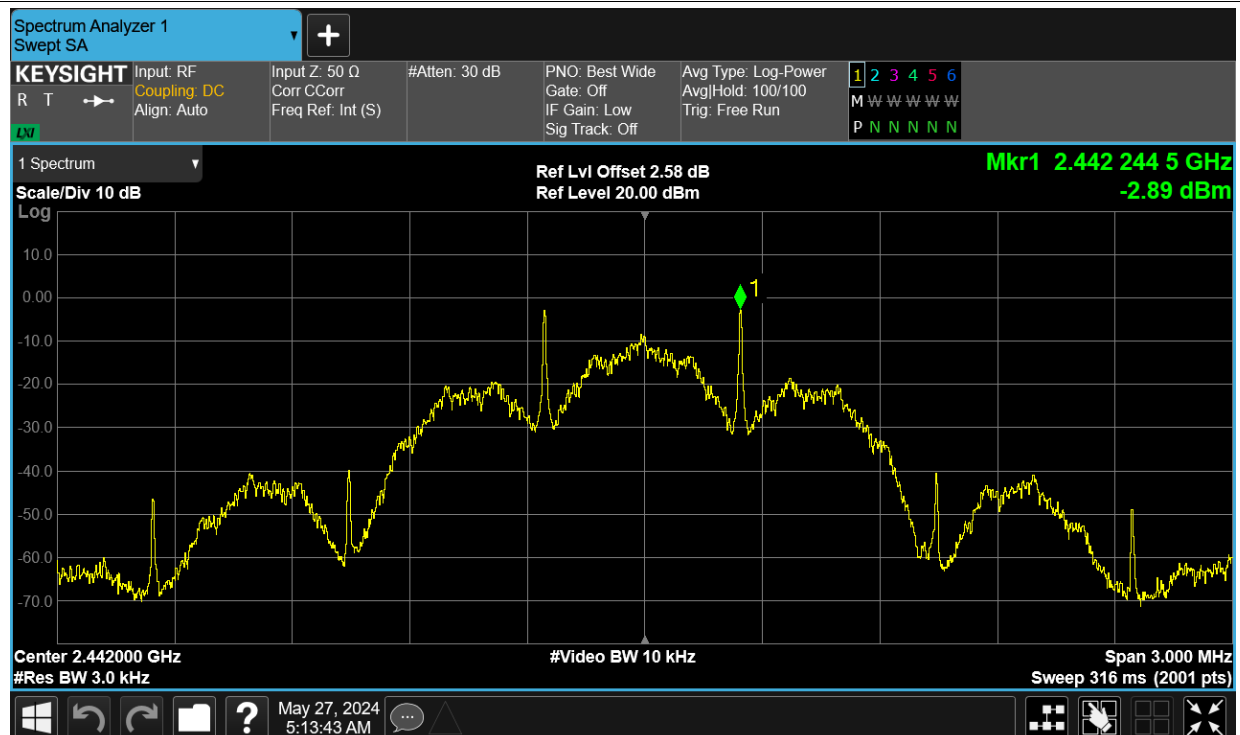 Spectrum Analyzer 1
Swept SA
+
KEYSIGHT
R T
LXI
Input: RF
Coupling: DC
Align: Auto
Input Z: 50 Ω
Corr CCorr
Freq Ref: Int (S)
#Atten: 30 dB
PNO: Best Wide
Gate: Off
IF Gain: Low
Sig Track: Off
Avg Type: Log-Power
Avg|Hold: 100/100
Trig: Free Run
1 2 3 4 5 6
M W W W W W
P N N N N N
1 Spectrum
Scale/Div 10 dB
Log
Ref Lvl Offset 2.58 dB
Ref Level 20.00 dBm
Mkr1 2.442 244 5 GHz
-2.89 dBm
10.0
0.00
-10.0
-20.0
-30.0
-40.0
-50.0
-60.0
-70.0
1
Center 2.442000 GHz
#Res BW 3.0 kHz
#Video BW 10 kHz
Span 3.000 MHz
Sweep 316 ms (2001 pts)
?
May 27, 2024
5:13:43 AM